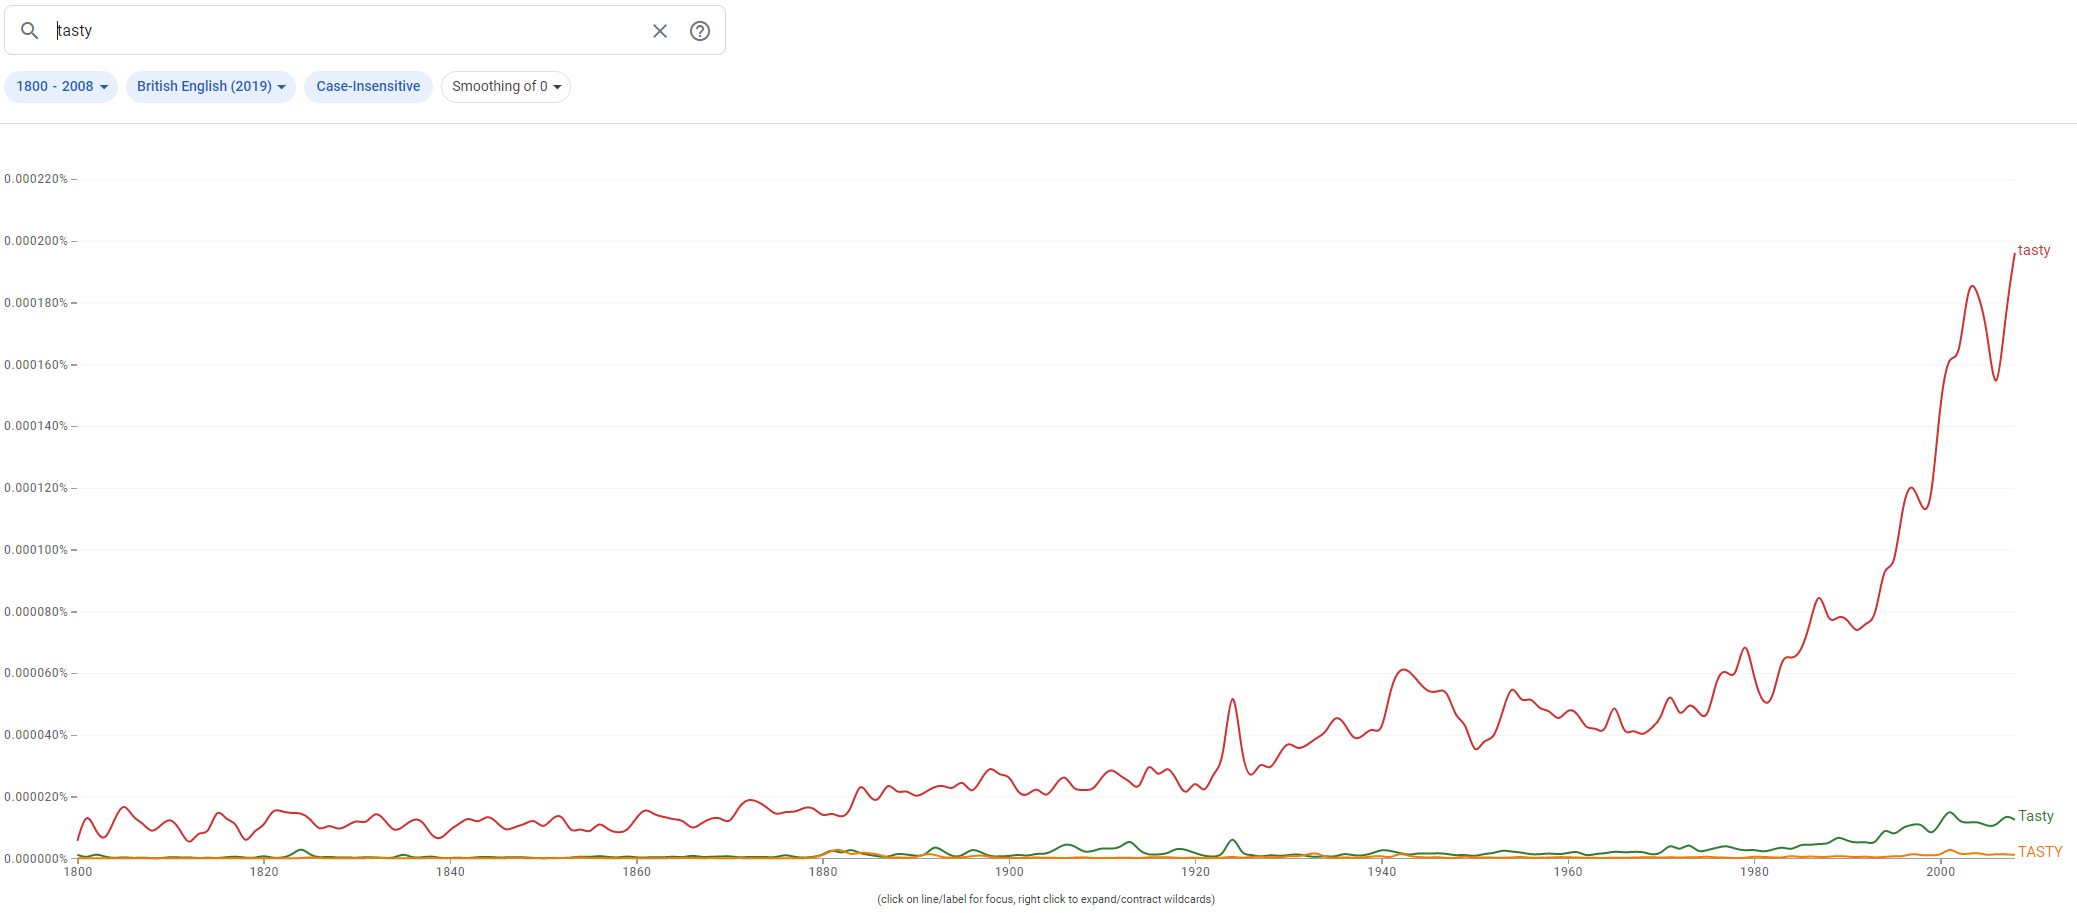 tasty
1800 - 2008
British English (2019)
Case-Insensitive
Smoothing of 0
0.000220%
0.000200%
tasty
0.000180%
0.000160%
0.000140%
0.000120%
0.000100%
0.000080%
0.000060%
0.000040%
0.000020%
Tasty
TASTY
0.000000%
1800 1820 1840 1860 1880 1900 1920 1940 1960 1980 2000
(click on line/label for focus, right click to expand/contract wildcards)